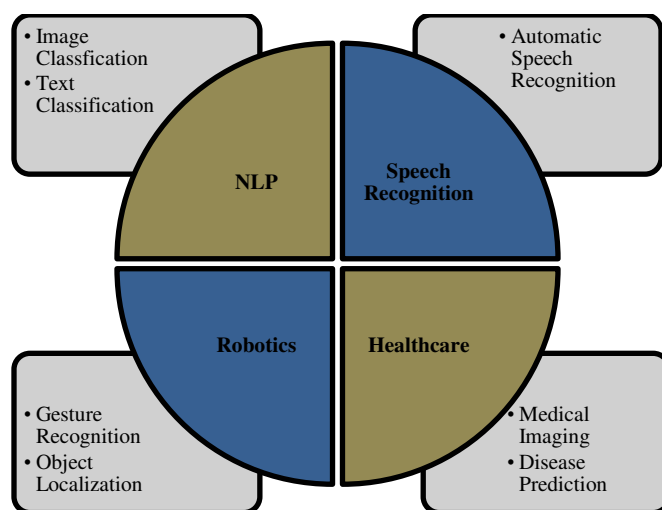 • Image
Classfication
• Text
Classification
• Automatic
Speech
Recognition
NLP
Speech
Recognition
Robotics
Healthcare
• Gesture
Recognition
• Object
Localization
• Medical
Imaging
• Disease
Prediction